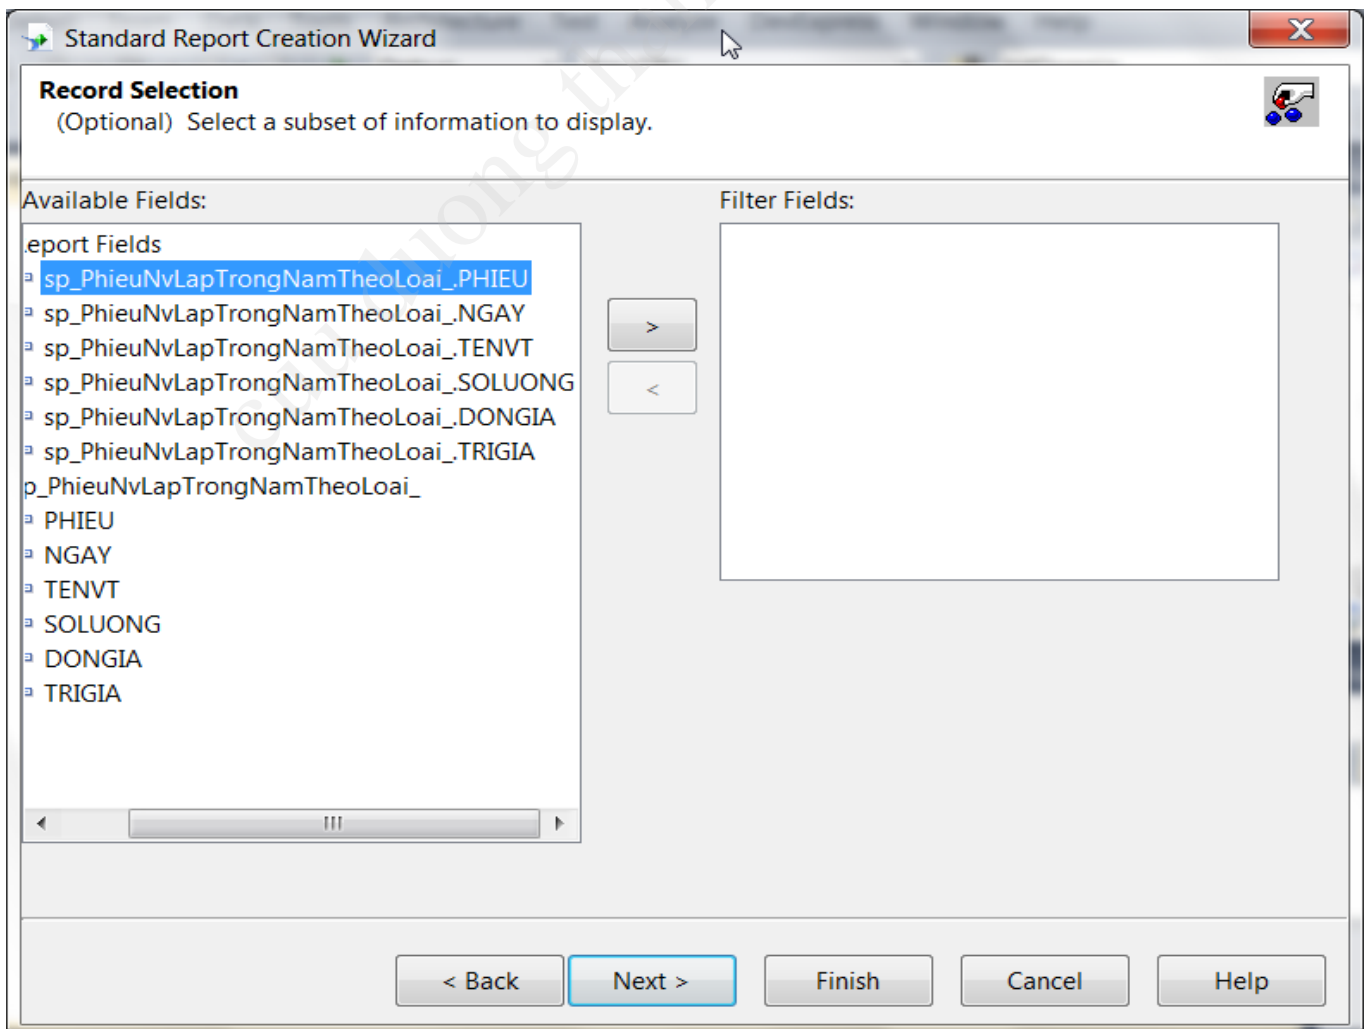 Standard Report Creation Wizard
Record Selection
(Optional) Select a subset of information to display.
Available Fields:
Filter Fields:
eport Fields
sp_PhieuNvLapTrongNamTheoLoai_.PHIEU
sp_PhieuNvLapTrongNamTheoLoai_.NGAY
sp_PhieuNvLapTrongNamTheoLoai_.TENVT
sp_PhieuNvLapTrongNamTheoLoai_.SOLUONG
sp_PhieuNvLapTrongNamTheoLoai_.DONGIA
sp_PhieuNvLapTrongNamTheoLoai_.TRIGIA
p_PhieuNvLapTrongNamTheoLoai_
PHIEU
NGAY
TENVT
SOLUONG
DONGIA
TRIGIA
>
<
< Back
Next >
Finish
Cancel
Help
cuu duong